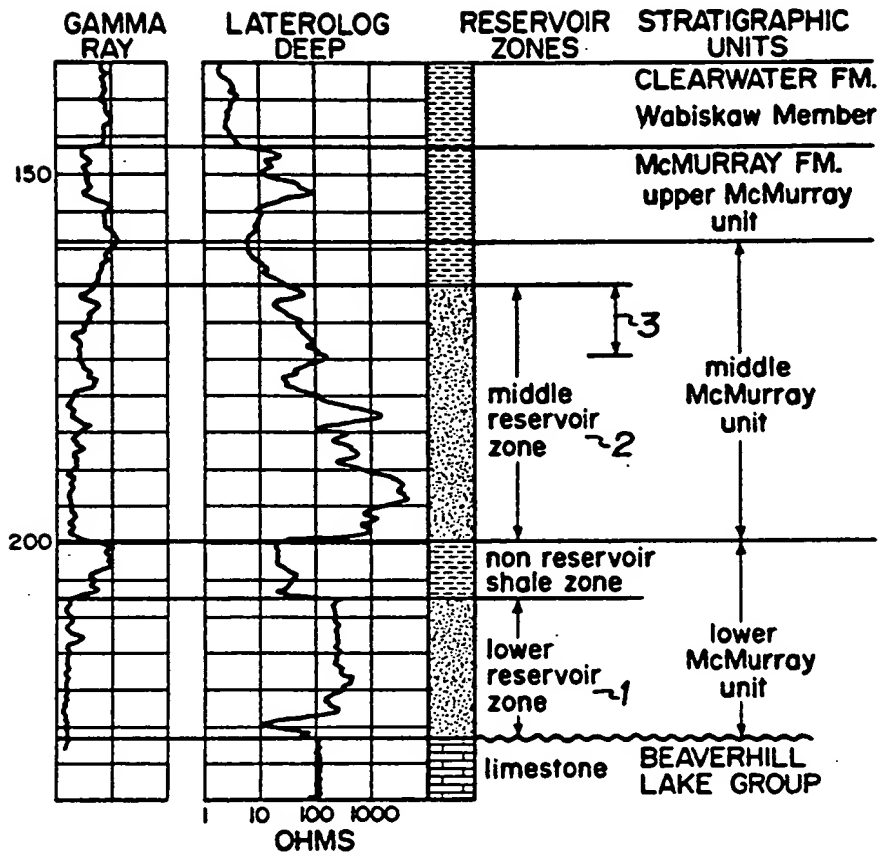 GAMMA
RAY
LATEROLOG
DEEP
RESERVOIR
ZONES
STRATIGRAPHIC
UNITS
CLEARWATER FM.
Wabiskaw Member
McMURRAY FM.
upper McMurray
unit
150
3
middle
reservoir
zone
2
middle
McMurray
unit
200
non reservoir
shale zone
lower
reservoir
zone
1
lower
McMurray
unit
limestone
BEAVERHILL
LAKE GROUP
1 10 100 1000
OHMS